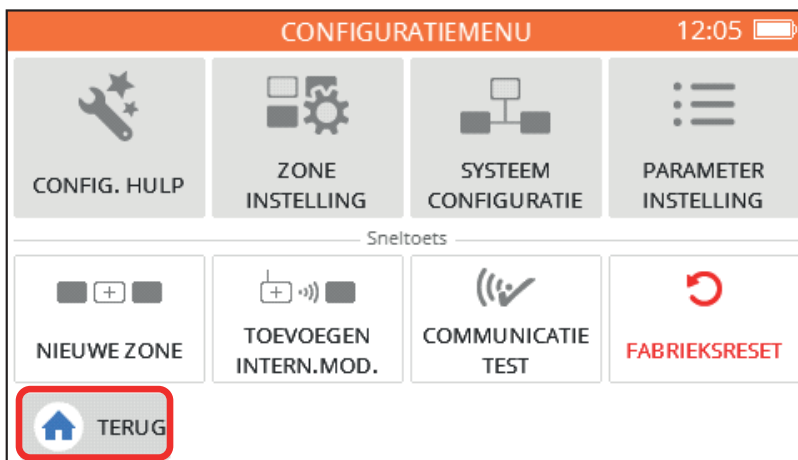 CONFIGURATIEMENU 12:05
CONFIG. HULP
ZONE
INSTELLING
SYSTEEM
CONFIGURATIE
PARAMETER
INSTELLING
Sneltoets
NIEUWE ZONE
TOEVOEGEN
INTERN.MOD.
COMMUNICATIE
TEST
FABRIEKSRESET
TERUG